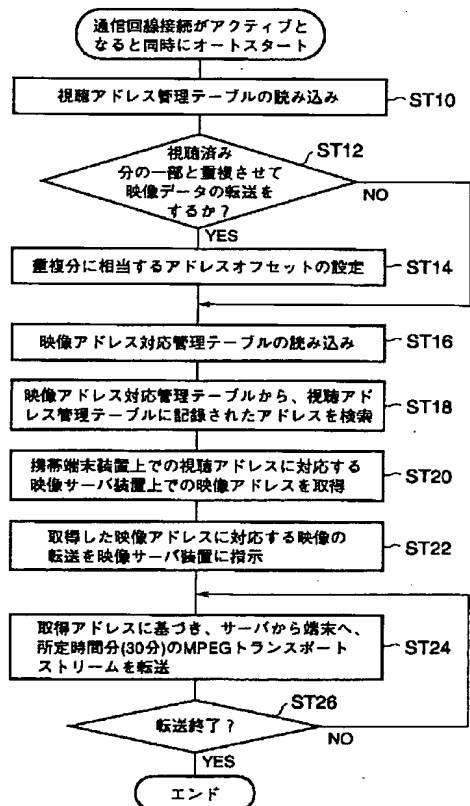 通信回線接続がアクティブと
なると同時にオートスタート
視聴アドレス管理テーブルの読み込み
ST10
視聴済み
分の一部と重複させて
映像データの転送を
するか？
ST12
NO
YES
重複分に相当するアドレスオフセットの設定
ST14
映像アドレス対応管理テーブルの読み込み
ST16
映像アドレス対応管理テーブルから、視聴アド
レス管理テーブルに記録されたアドレスを検索
ST18
携帯端末装置上での視聴アドレスに対応する
映像サーバ装置上での映像アドレスを取得
ST20
取得した映像アドレスに対応する映像の
転送を映像サーバ装置に指示
ST22
取得アドレスに基づき、サーバから端末へ、
所定時間分(30分)のMPEGトランスポート
ストリームを転送
ST24
転送終了？
ST26
NO
YES
エンド